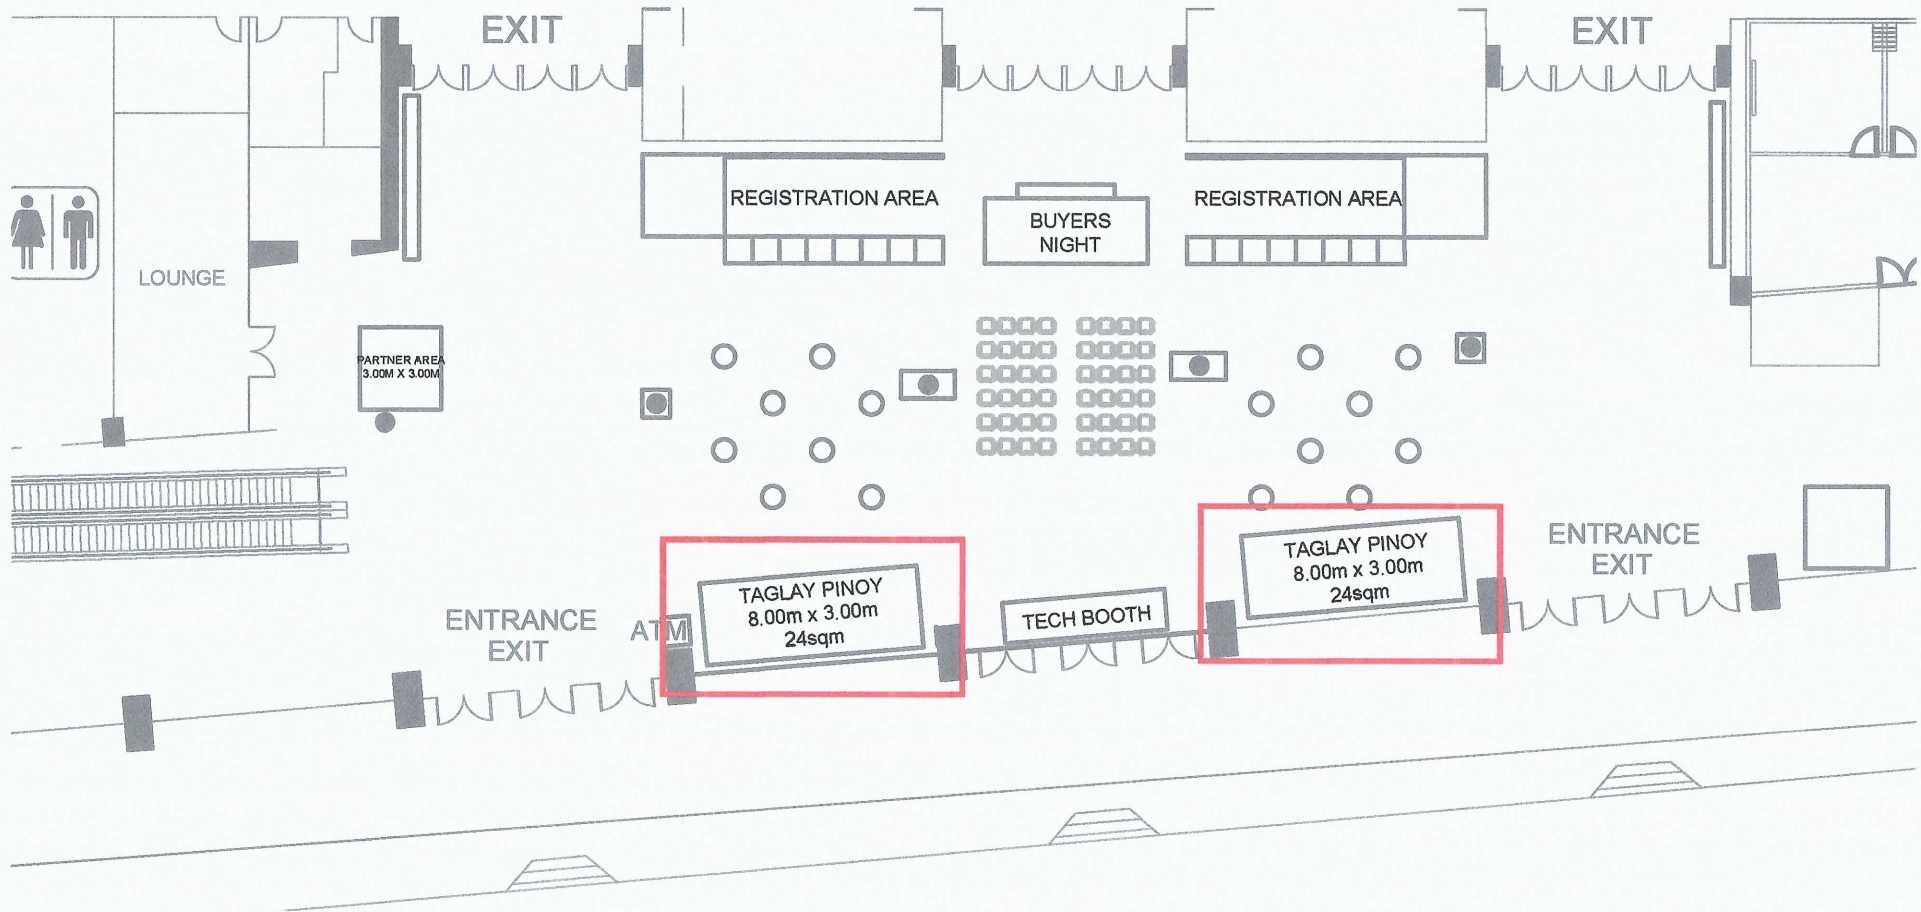 EXIT
EXIT
REGISTRATION AREA
REGISTRATION AREA
BUYERS
NIGHT
LOUNGE
PARTNER AREA
3.00M X 3.00M
TAGLAY PINOY
8.00m x 3.00m
24sqm
ENTRANCE
EXIT
TAGLAY PINOY
8.00m x 3.00m
24sqm
TECH BOOTH
ENTRANCE
EXIT
ATM